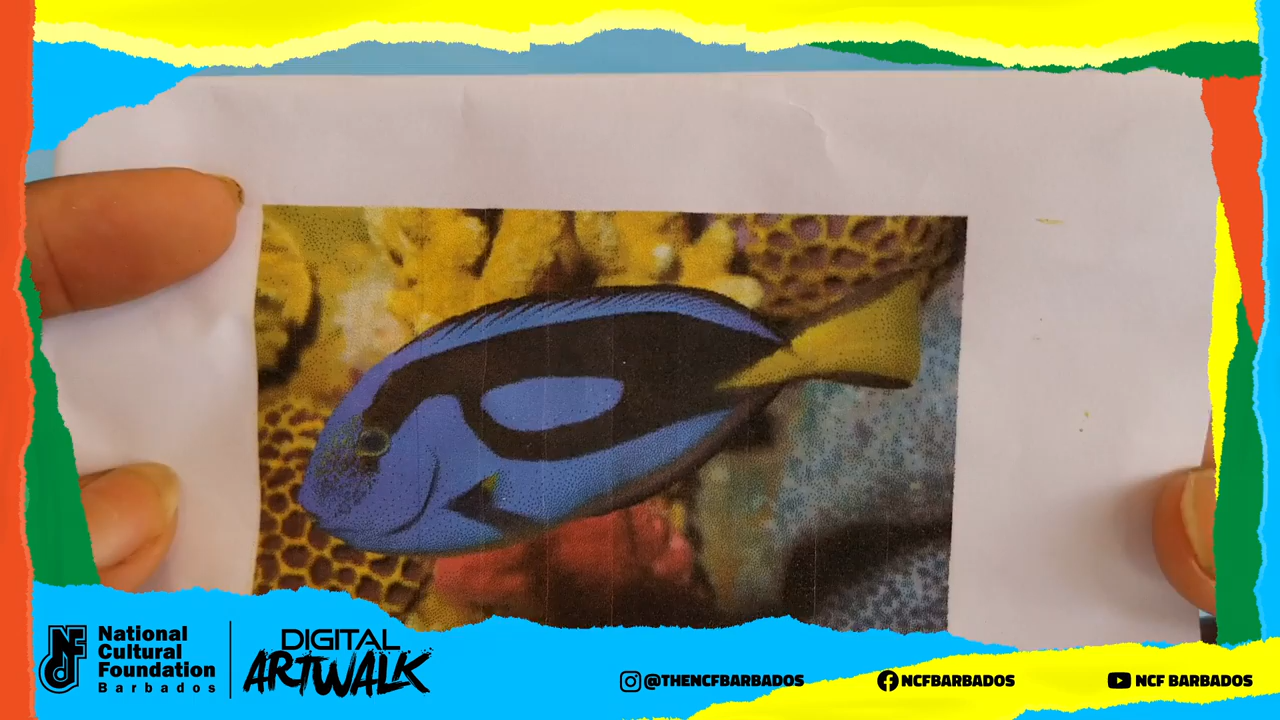 National
Cultural
Foundation
Barbados
DIGITAL
ARTWALK
@THENCFBARBADOS
NCFBARBADOS
NCF BARBADOS